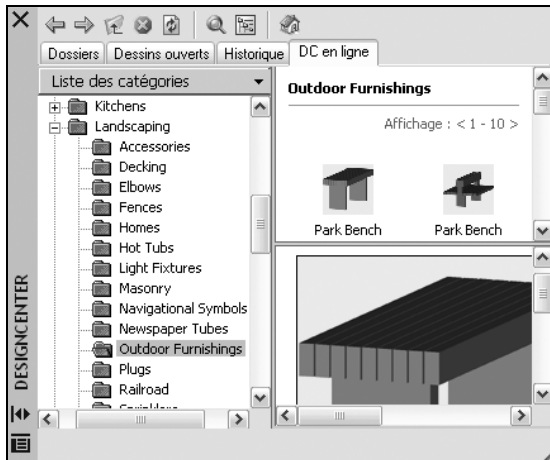 Dossiers Dessins ouverts Historique DC en ligne
Liste des catégories
Kitchens
Landscaping
Accessories
Decking
Elbows
Fences
Homes
Hot Tubs
Light Fixtures
Masonry
Navigational Symbols
Newspaper Tubes
Outdoor Furnishings
Plugs
Railroad
Sprinklers
Outdoor Furnishings
Affichage : < 1 - 10 >
Park Bench Park Bench
DESIGNCENTER